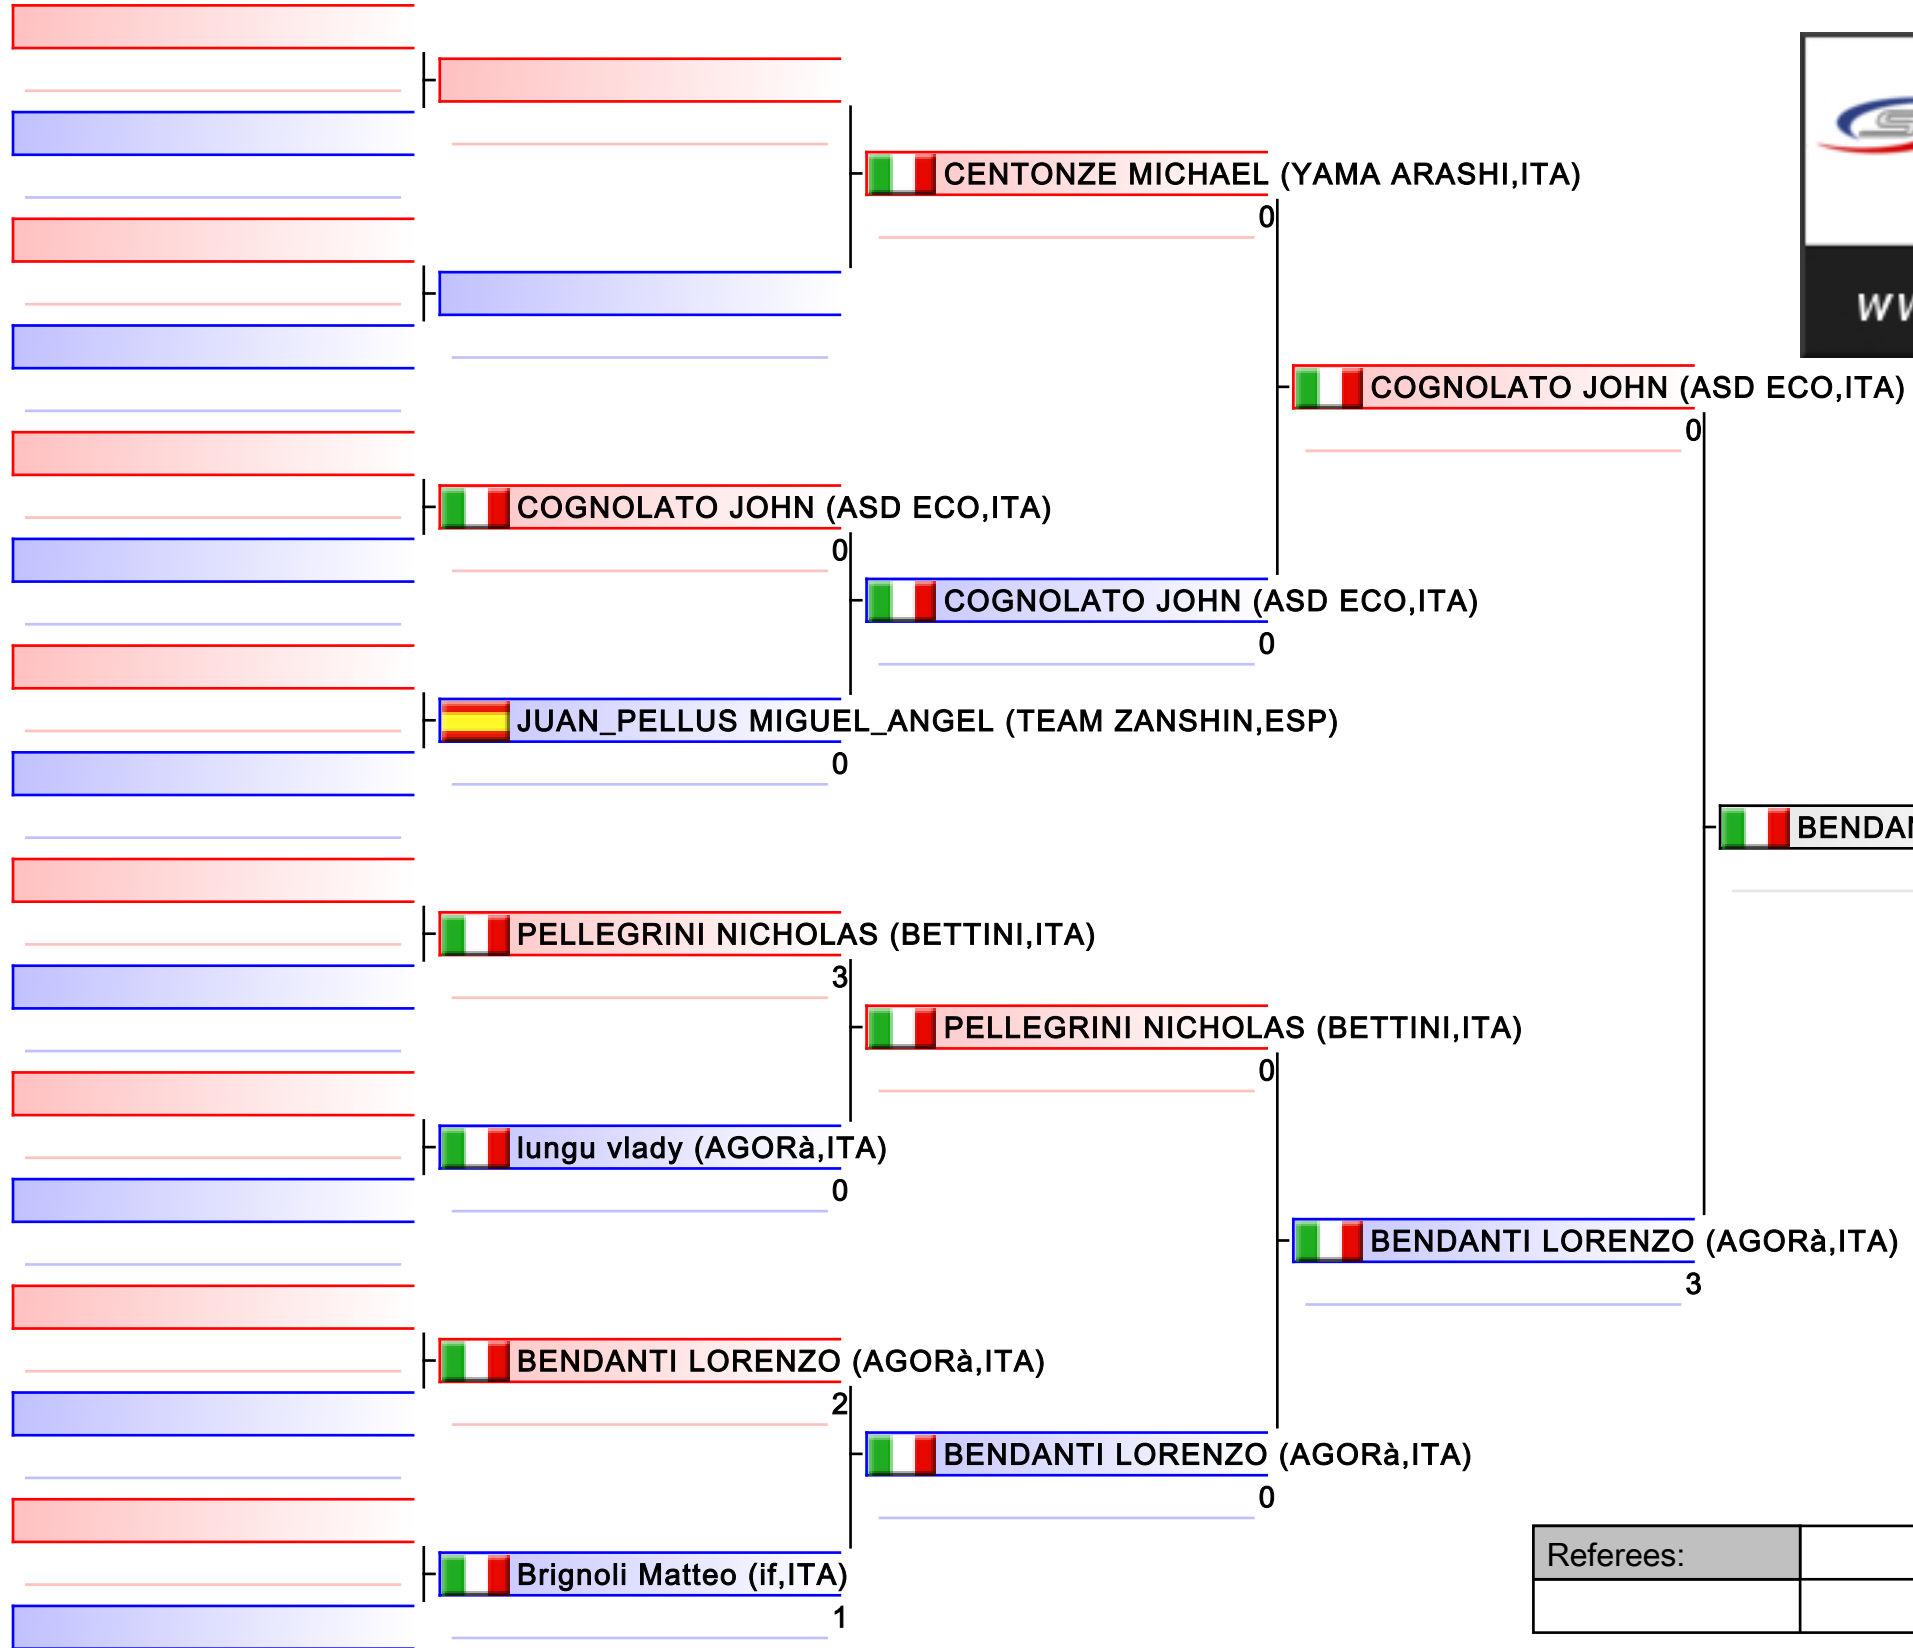 CENTONZE MICHAEL (YAMA ARASHI,ITA)
0
COGNOLATO JOHN (ASD ECO,ITA)
0
COGNOLATO JOHN (ASD ECO,ITA)
0
COGNOLATO JOHN (ASD ECO,ITA)
0
JUAN_PELLUS MIGUEL_ANGEL (TEAM ZANSHIN,ESP)
0
PELLEGRINI NICHOLAS (BETTINI,ITA)
3
PELLEGRINI NICHOLAS (BETTINI,ITA)
0
lungu vlady (AGORà,ITA)
0
BENDANTI LORENZO (AGORà,ITA)
3
BENDANTI LORENZO (AGORà,ITA)
2
BENDANTI LORENZO (AGORà,ITA)
0
Brignoli Matteo (if,ITA)
1
Referees: